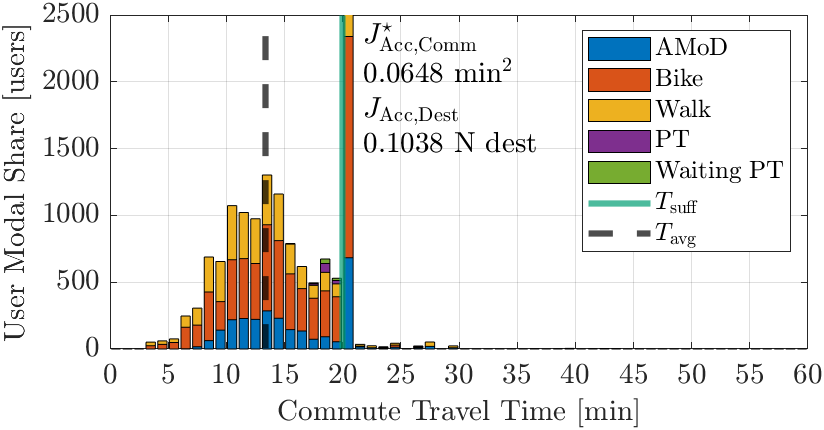 2500
2000
1500
1000
500
0
User Modal Share [users]
J⋆Acc,Comm
0.0648 min²
JAcc,Dest
0.1038 N dest
AMoD
Bike
Walk
PT
Waiting PT
Tsuff
Tavg
0 5 10 15 20 25 30 35 40 45 50 55 60
Commute Travel Time [min]